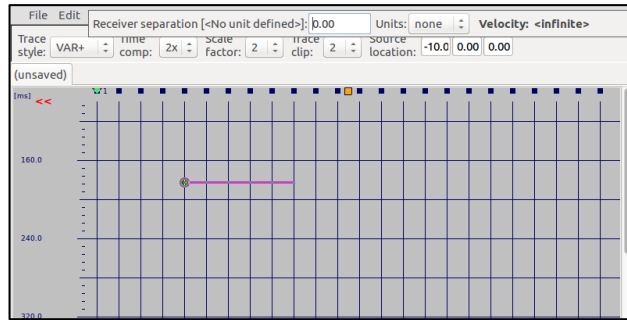 File Edit
Receiver separation [<No unit defined>]: 0.00 Units: none Velocity: <infinite>
Trace style: VAR+ Time comp: 2x Scale factor: 2 Trace clip: 2 Source location: -10.0 0.00 0.00
(unsaved)
[ms] << 1
160.0
240.0
320.0